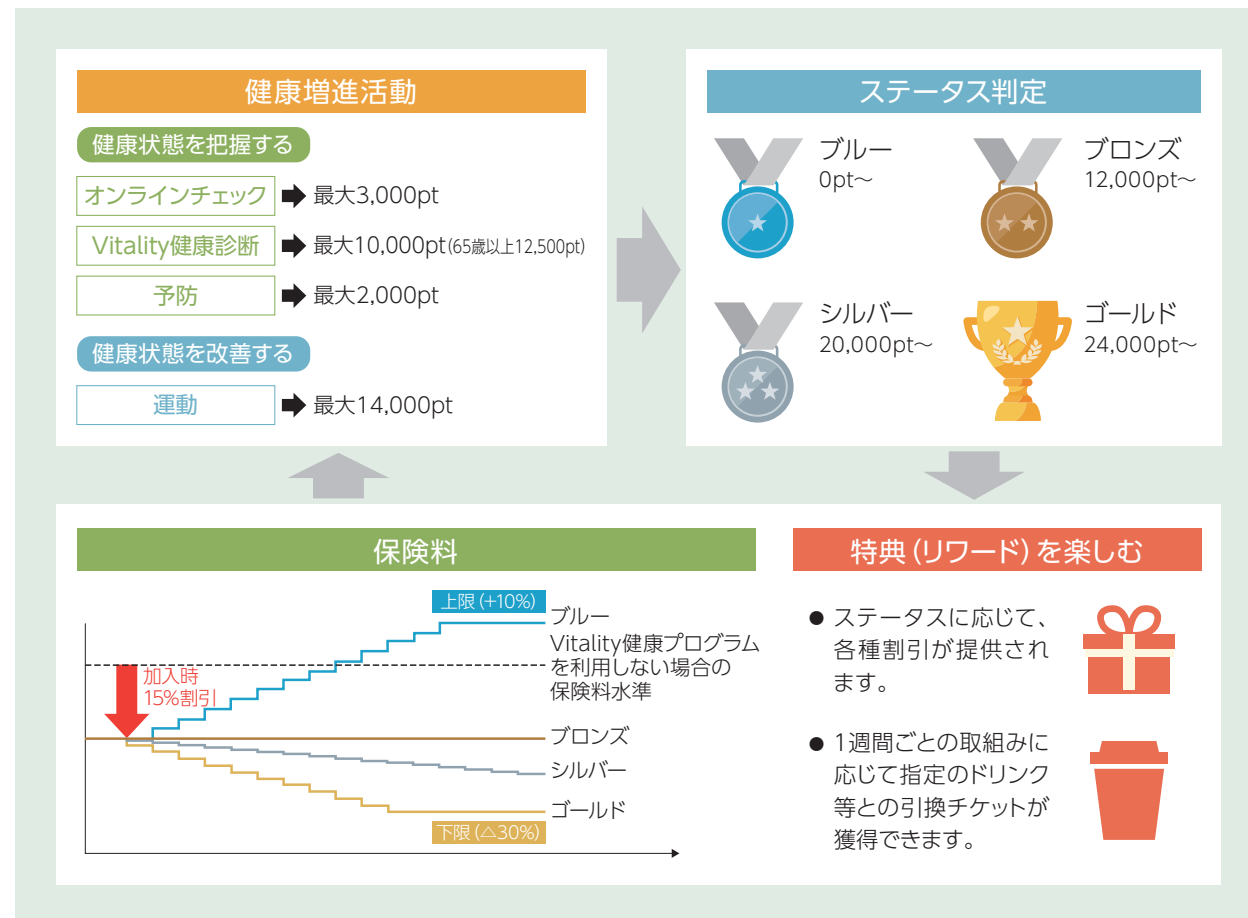 健康増進活動
健康状態を把握する
オンラインチェック
最大3,000pt
Vitality健康診断
最大10,000pt(65歳以上12,500pt)
予防
最大2,000pt
健康状態を改善する
運動
最大14,000pt
ステータス判定
ブルー
0pt～
ブロンズ
12,000pt～
シルバー
20,000pt～
ゴールド
24,000pt～
保険料
上限(+10%)
ブルー
Vitality健康プログラム
を利用しない場合の
保険料水準
加入時
15%割引
ブロンズ
シルバー
ゴールド
下限(△30%)
特典(リワード)を楽しむ
● ステータスに応じて、
各種割引が提供され
ます。
● 1週間ごとの取組みに
応じて指定のドリンク
等との引換チケットが
獲得できます。